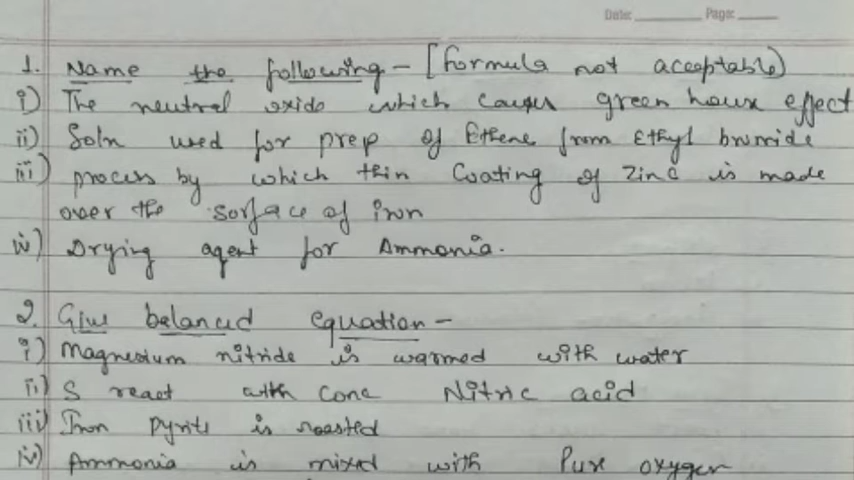 Date: Page:
1. Name the following - [formula not acceptable)
i) The neutral oxide which causes green house effect
ii) Soln used for prep of Ethene from Ethyl bromide
iii) process by which thin Coating of Zinc is made
over the surface of iron
iv) Drying agent for Ammonia.
2. Give balanced equation -
i) Magnesium nitride is warmed with water
ii) S react with conc Nitric acid
iii) Iron pyrite is roasted
iv) Ammonia is mixed with Pure oxygen